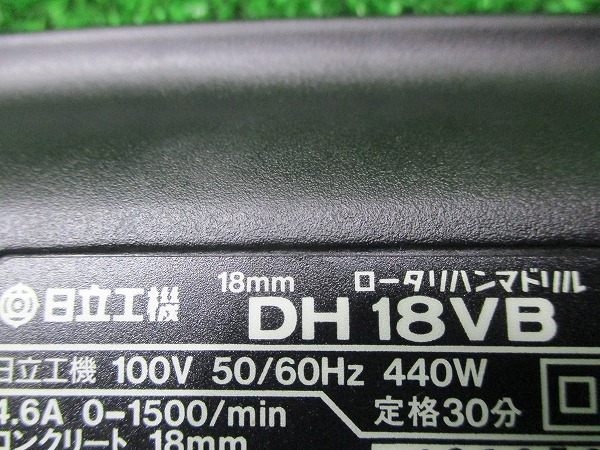 18mm ロータリハンマドリル
日立工機 DH 18VB
日立工機 100V 50/60Hz 440W
4.6A 0-1500/min 定格30分
コンクリート 18mm